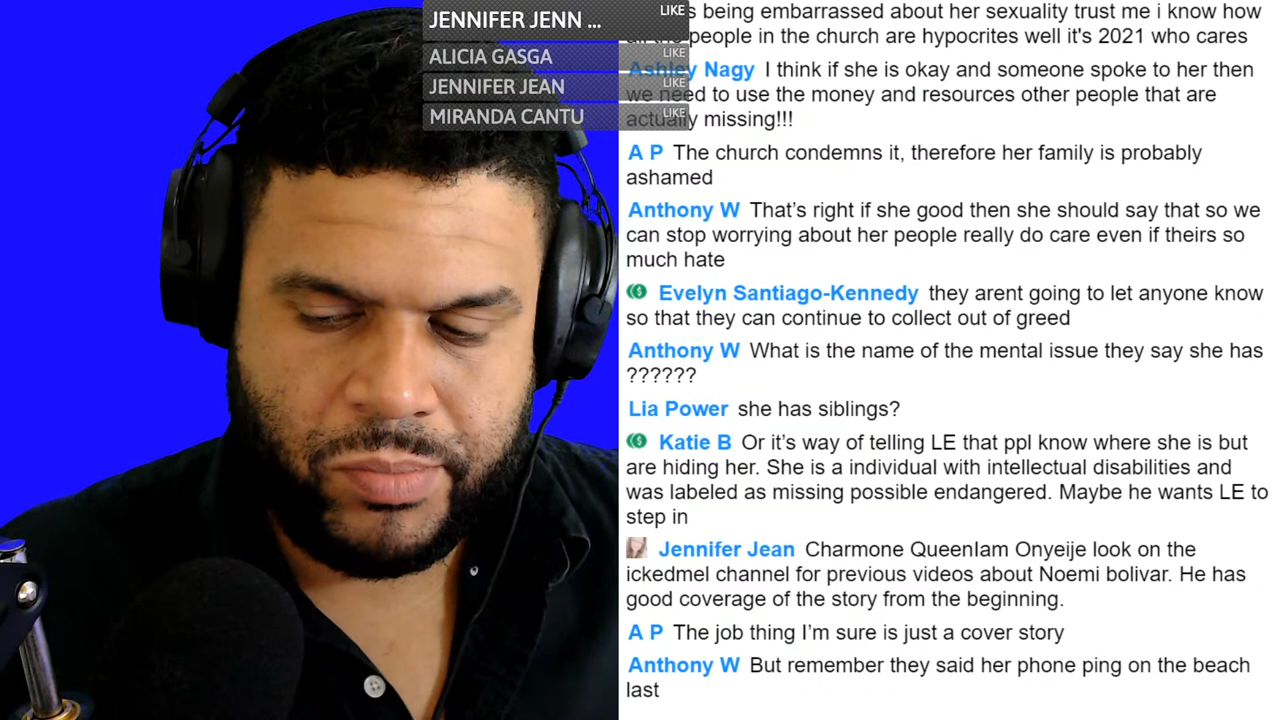 JENNIFER JENN ... LIKE
ALICIA GASGA LIKE
JENNIFER JEAN LIKE
MIRANDA CANTU LIKE
being embarrassed about her sexuality trust me i know how
people in the church are hypocrites well it's 2021 who cares
Ashley Nagy I think if she is okay and someone spoke to her then
we need to use the money and resources other people that are
actually missing!!!
A P The church condemns it, therefore her family is probably
ashamed
Anthony W That's right if she good then she should say that so we
can stop worrying about her people really do care even if theirs so
much hate
Evelyn Santiago-Kennedy they arent going to let anyone know
so that they can continue to collect out of greed
Anthony W What is the name of the mental issue they say she has
??????
Lia Power she has siblings?
Katie B Or it's way of telling LE that ppl know where she is but
are hiding her. She is a individual with intellectual disabilities and
was labeled as missing possible endangered. Maybe he wants LE to
step in
Jennifer Jean Charmone QueenIam Onyeije look on the
ickedmel channel for previous videos about Noemi bolivar. He has
good coverage of the story from the beginning.
A P The job thing I'm sure is just a cover story
Anthony W But remember they said her phone ping on the beach
last